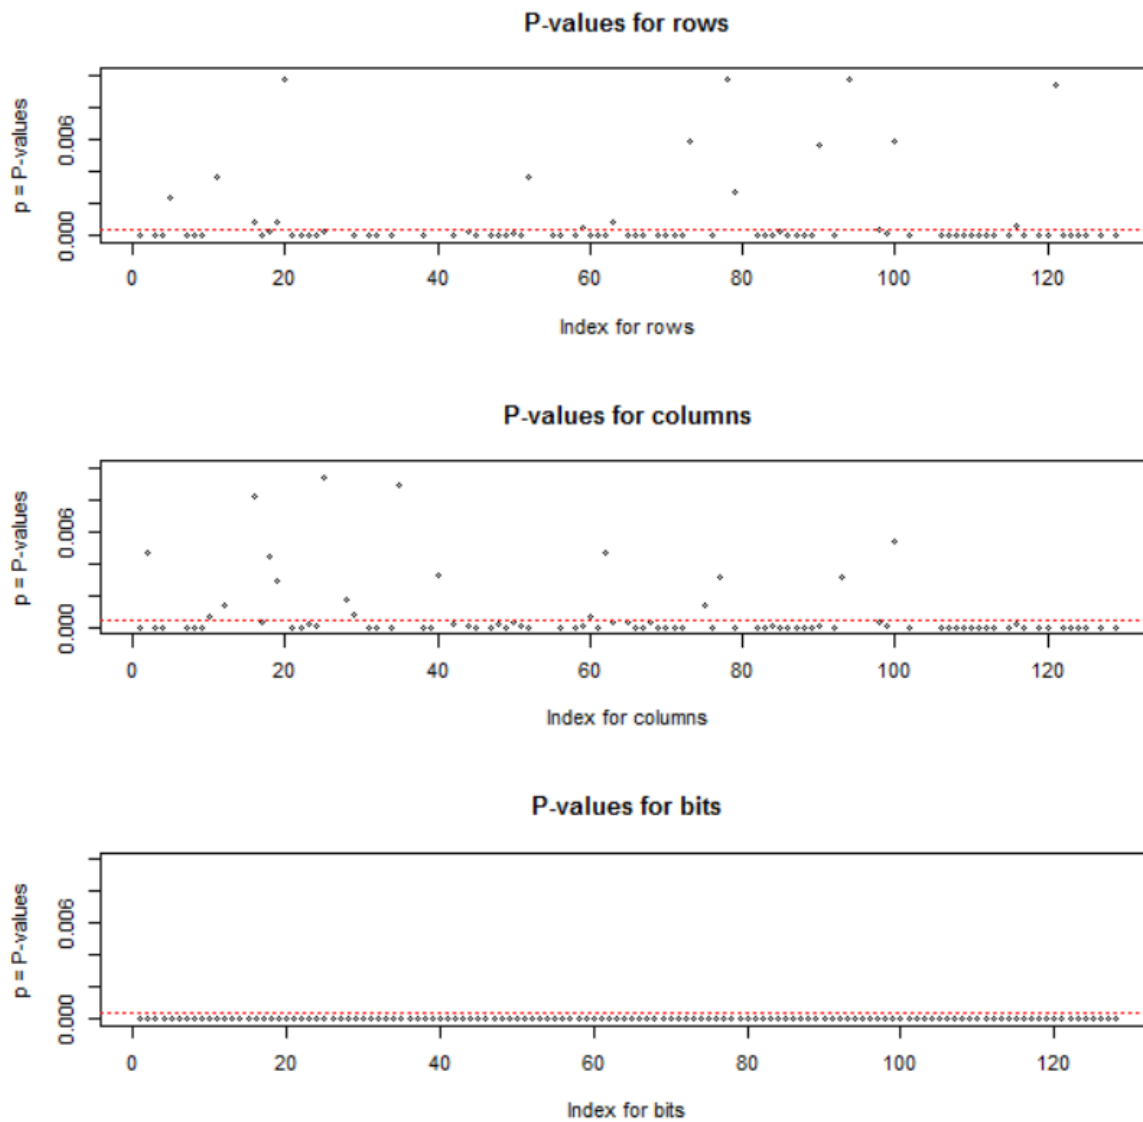 P-values for rows
p = P-values
0.006
0.000
0 20 40 60 80 100 120
Index for rows
P-values for columns
p = P-values
0.006
0.000
0 20 40 60 80 100 120
Index for columns
P-values for bits
p = P-values
0.006
0.000
0 20 40 60 80 100 120
Index for bits